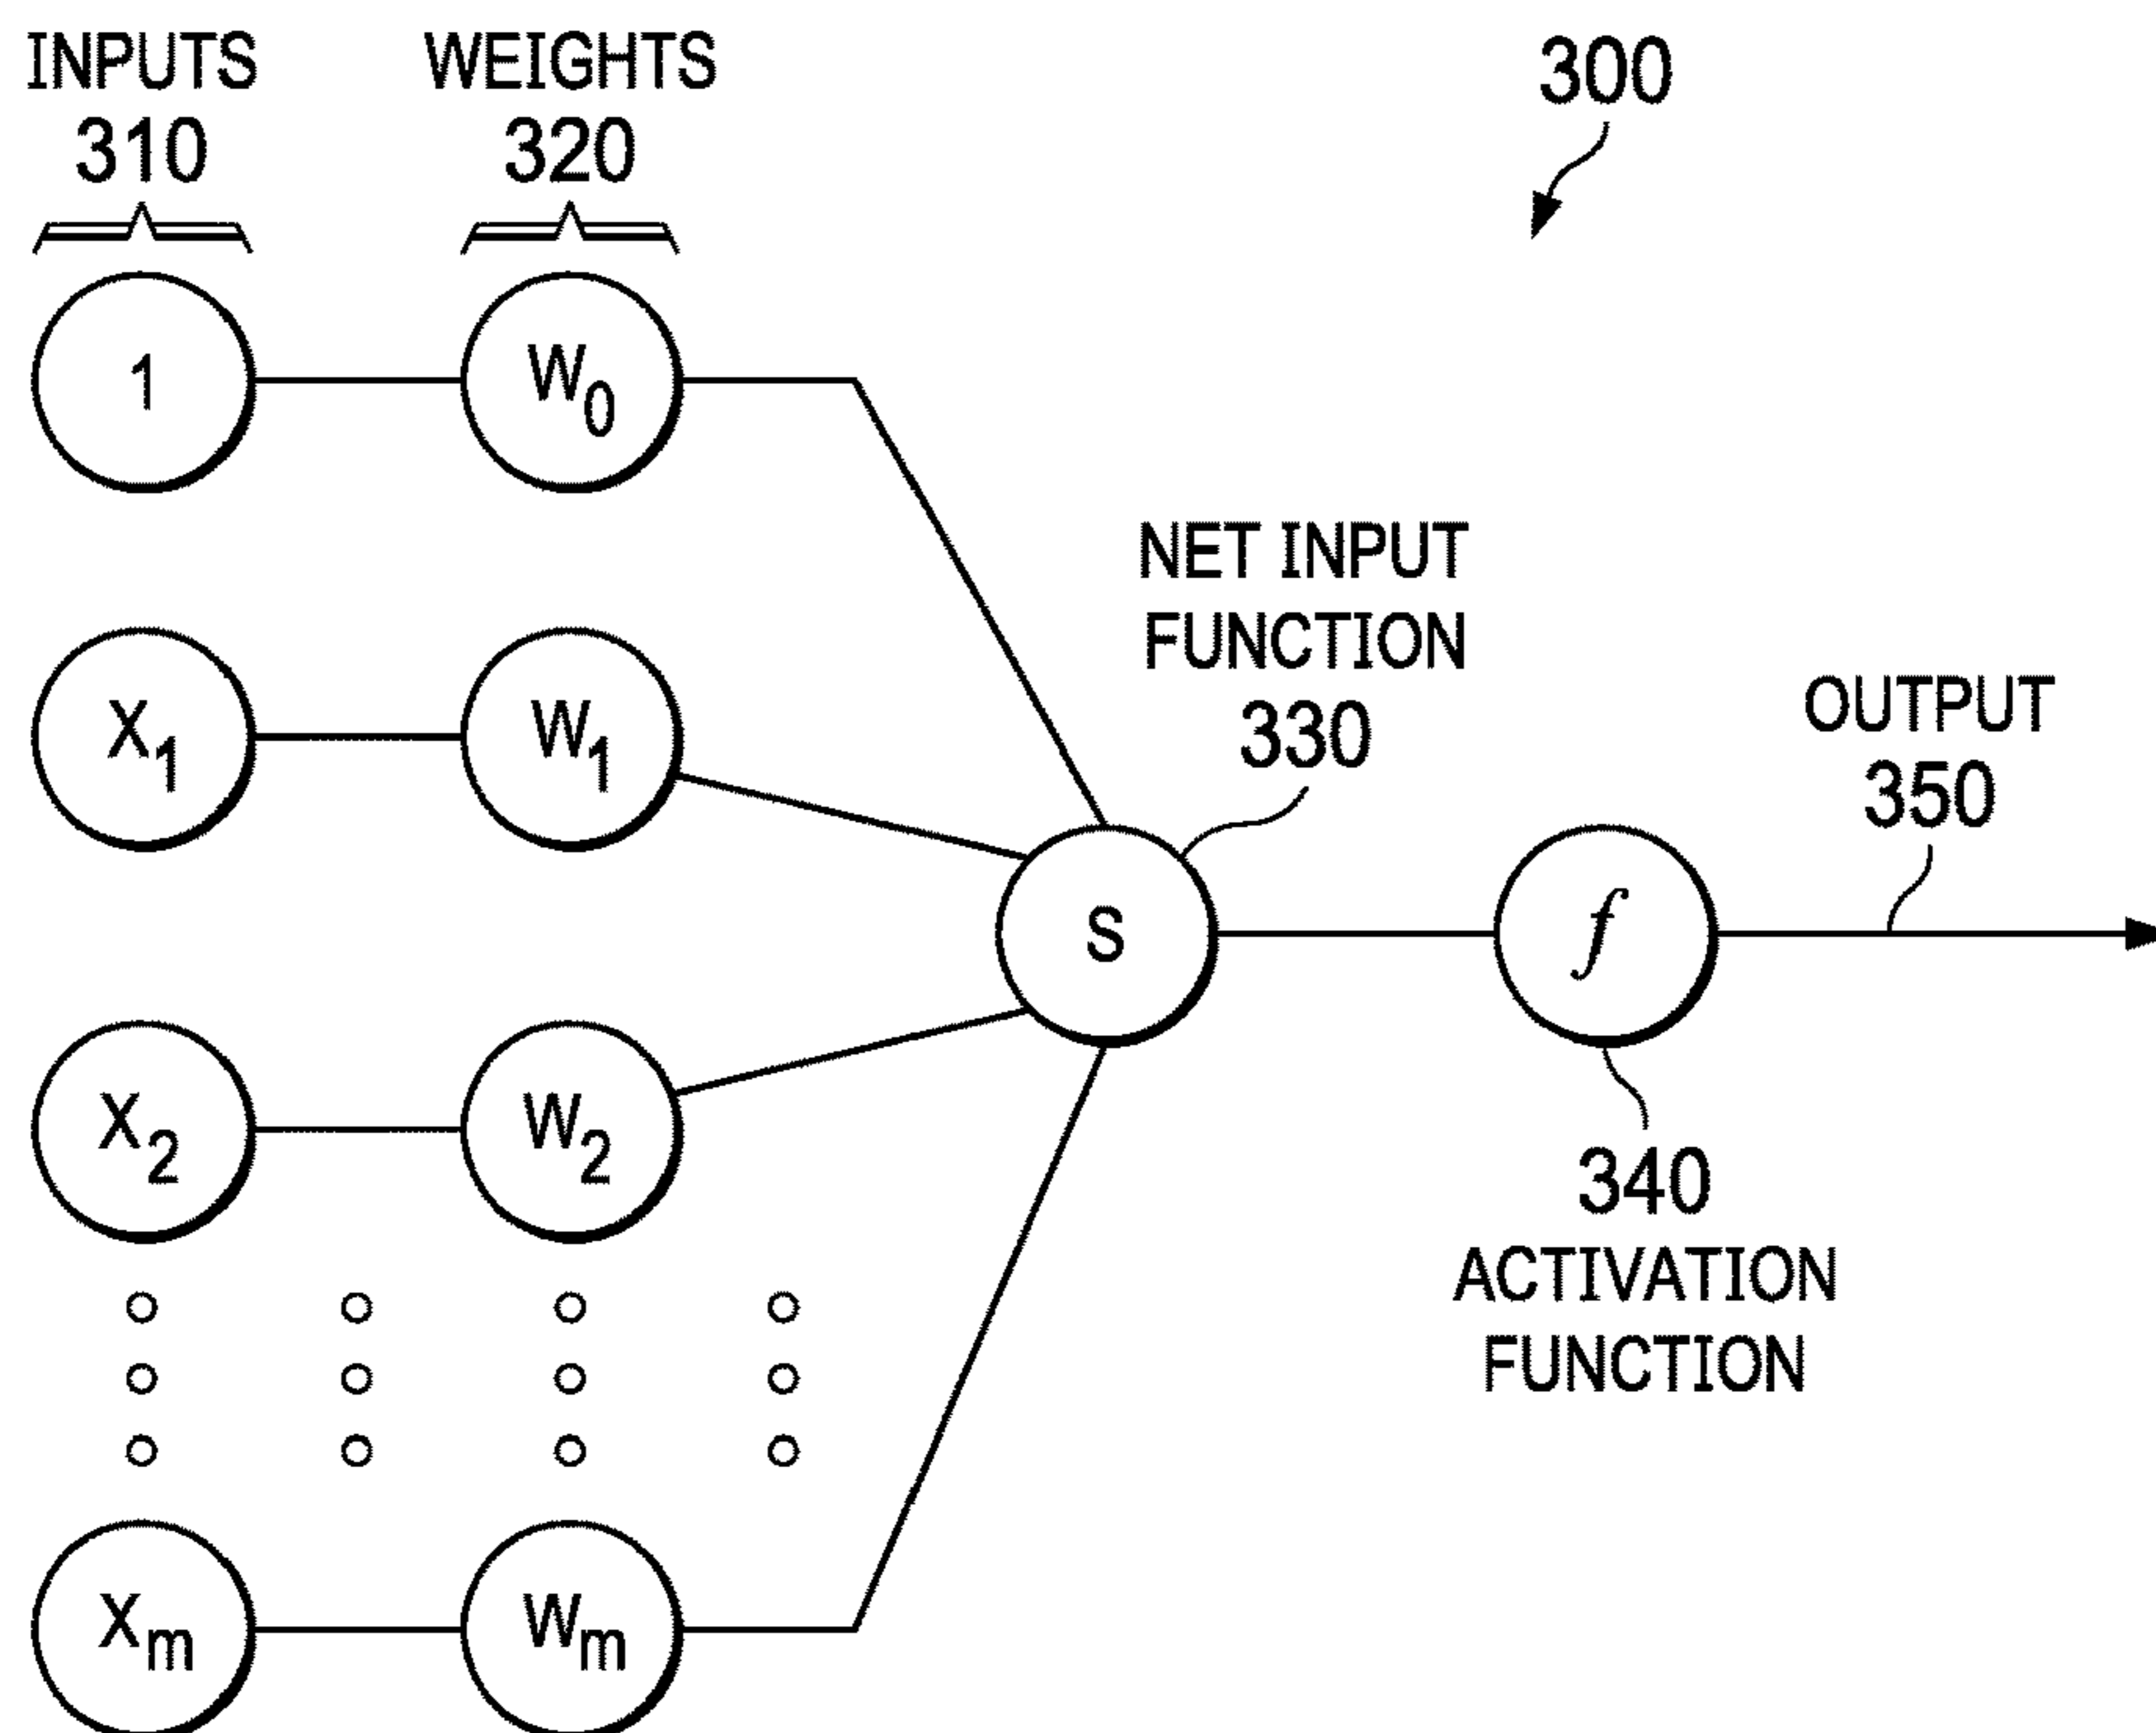 INPUTS
310
WEIGHTS
320
300
1
W0
X1
W1
NET INPUT
FUNCTION
330
OUTPUT
350
S
f
X2
W2
340
ACTIVATION
FUNCTION
Xm
Wm